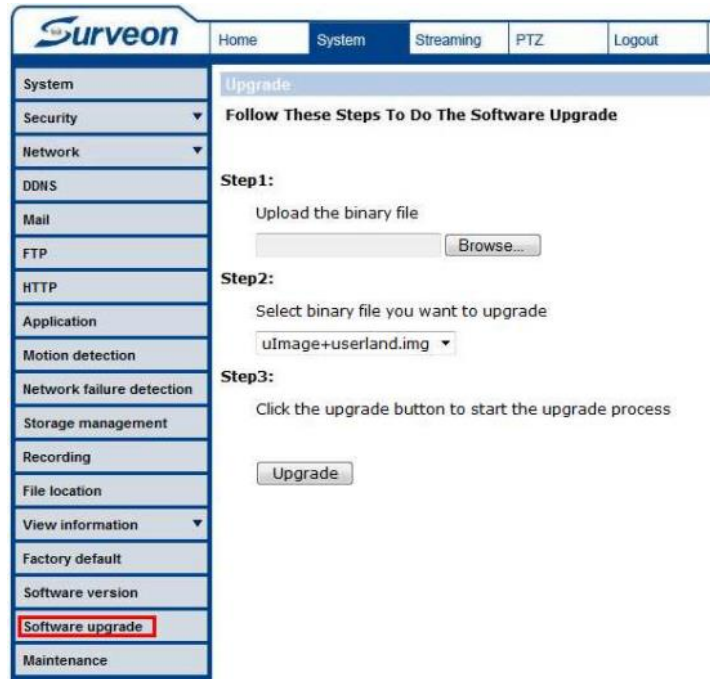 Surveon
Home System Streaming PTZ Logout
System
Security
Network
DDNS
Mail
FTP
HTTP
Application
Motion detection
Network failure detection
Storage management
Recording
File location
View information
Factory default
Software version
Software upgrade
Maintenance
Upgrade
Follow These Steps To Do The Software Upgrade
Step1:
Upload the binary file
Browse...
Step2:
Select binary file you want to upgrade
uImage+userland.img
Step3:
Click the upgrade button to start the upgrade process
Upgrade